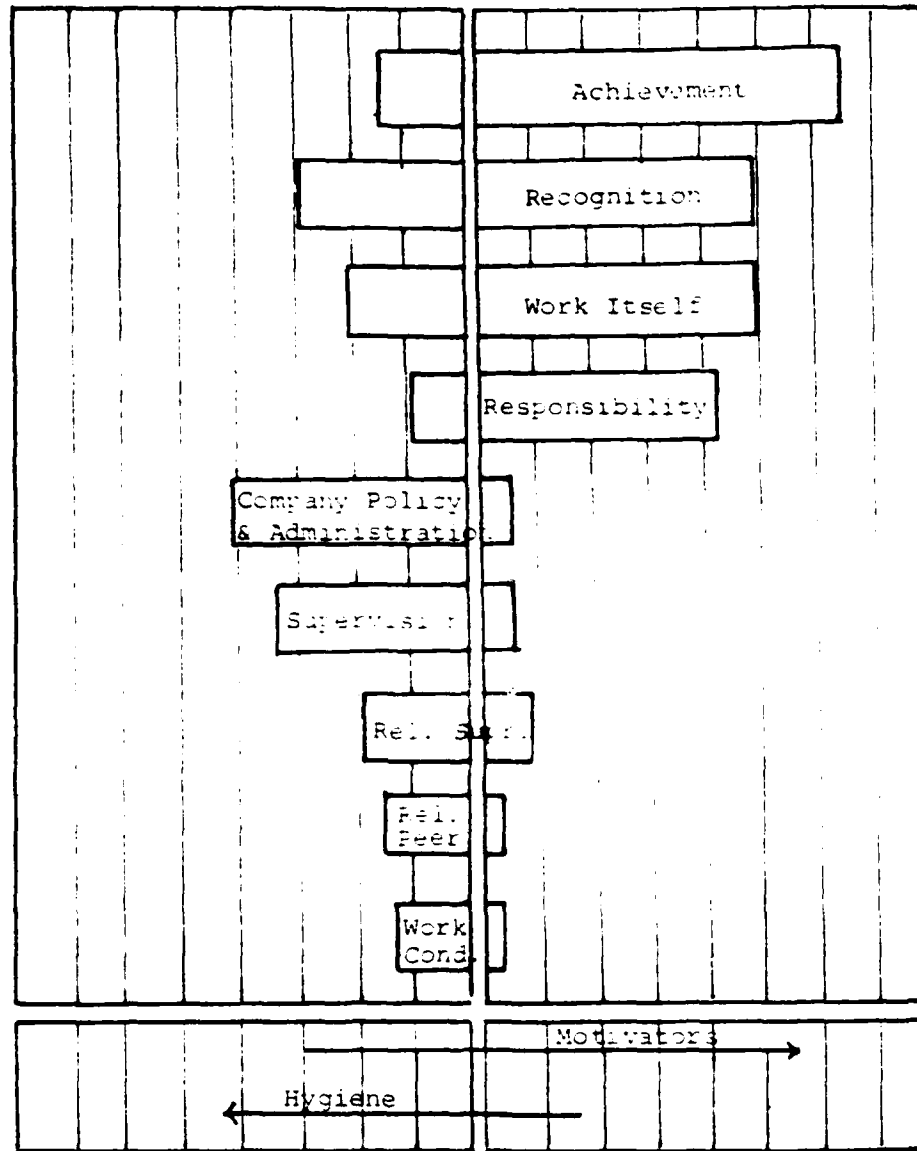 Achievement
Recognition
Work Itself
Responsibility
Company Policy
& Administration
Supervision
Rel.
Rel.
Peer
Work
Cond.
Motivators
Hygiene